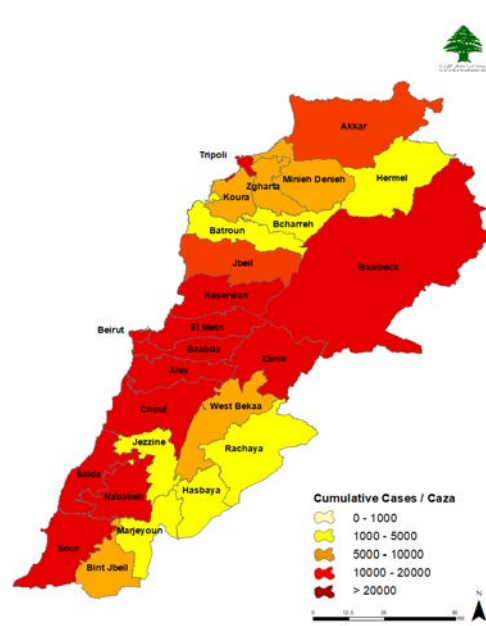 Akkar
Tripoli
Minieh Denieh
Zgharta
Hermel
Koura
Bcharreh
Batroun
Jbeil
Baalbeck
Keserwan
El Metn
Beirut
Baabda
Zahle
Aley
Chouf
West Bekaa
Jezzine
Rachaya
Saida
Hasbaya
Nabatieh
Marjeyoun
Sour
Bint Jbeil
Cumulative Cases / Caza
0 - 1000
1000 - 5000
5000 - 10000
10000 - 20000
> 20000
N